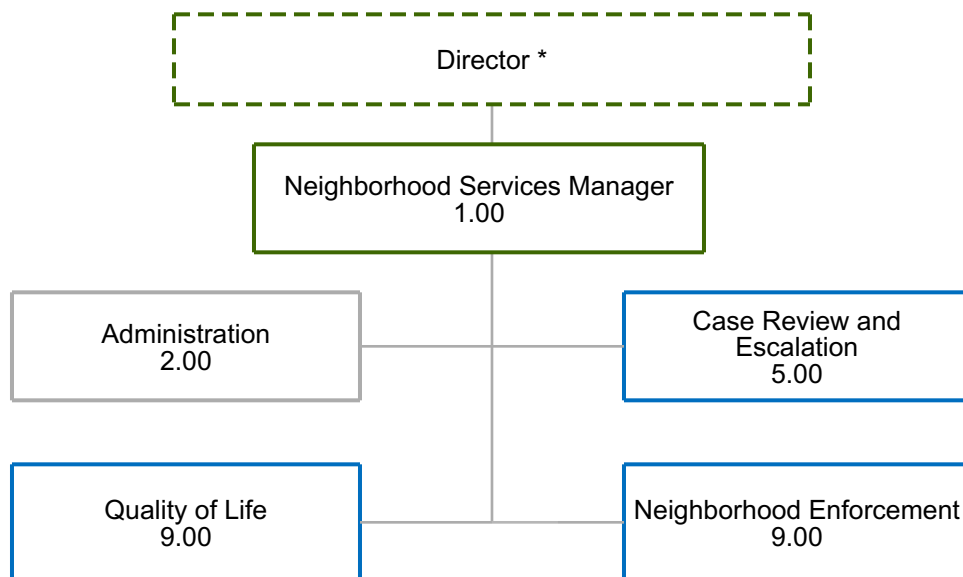 Director *
Neighborhood Services Manager
1.00
Administration
2.00
Case Review and
Escalation
5.00
Quality of Life
9.00
Neighborhood Enforcement
9.00